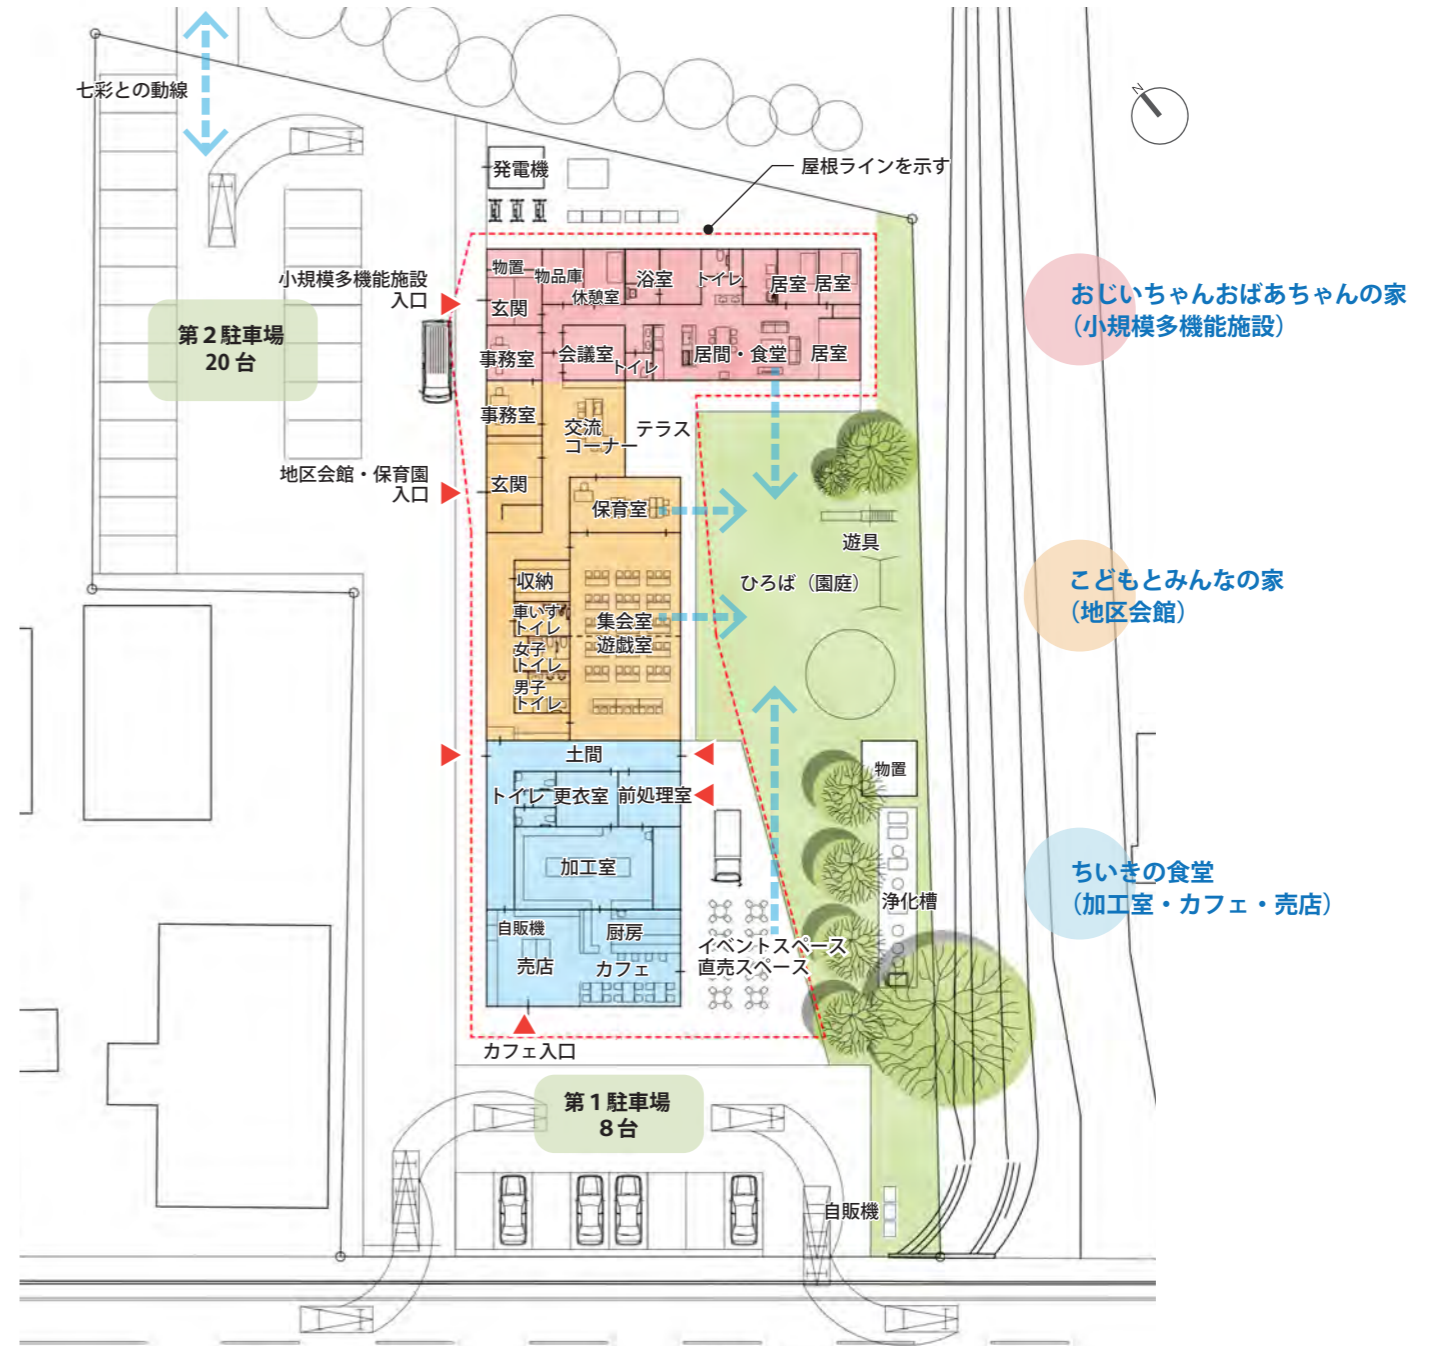 七彩との動線
N
発電機
屋根ラインを示す
小規模多機能施設
入口
物置
物品庫
休憩室
浴室
トイレ
居室
居室
玄関
事務室
会議室
トイレ
居間・食堂
居室
第２駐車場
20 台
おじいちゃんおばあちゃんの家
（小規模多機能施設）
事務室
交流
コーナー
テラス
地区会館・保育園
入口
玄関
保育室
遊具
ひろば（園庭）
収納
車いす
トイレ
女子
トイレ
男子
トイレ
集会室
遊戯室
こどもとみんなの家
（地区会館）
土間
トイレ
更衣室
前処理室
物置
加工室
浄化槽
ちいきの食堂
（加工室・カフェ・売店）
自販機
厨房
売店
カフェ
イベントスペース
直売スペース
カフェ入口
第１駐車場
８台
自販機